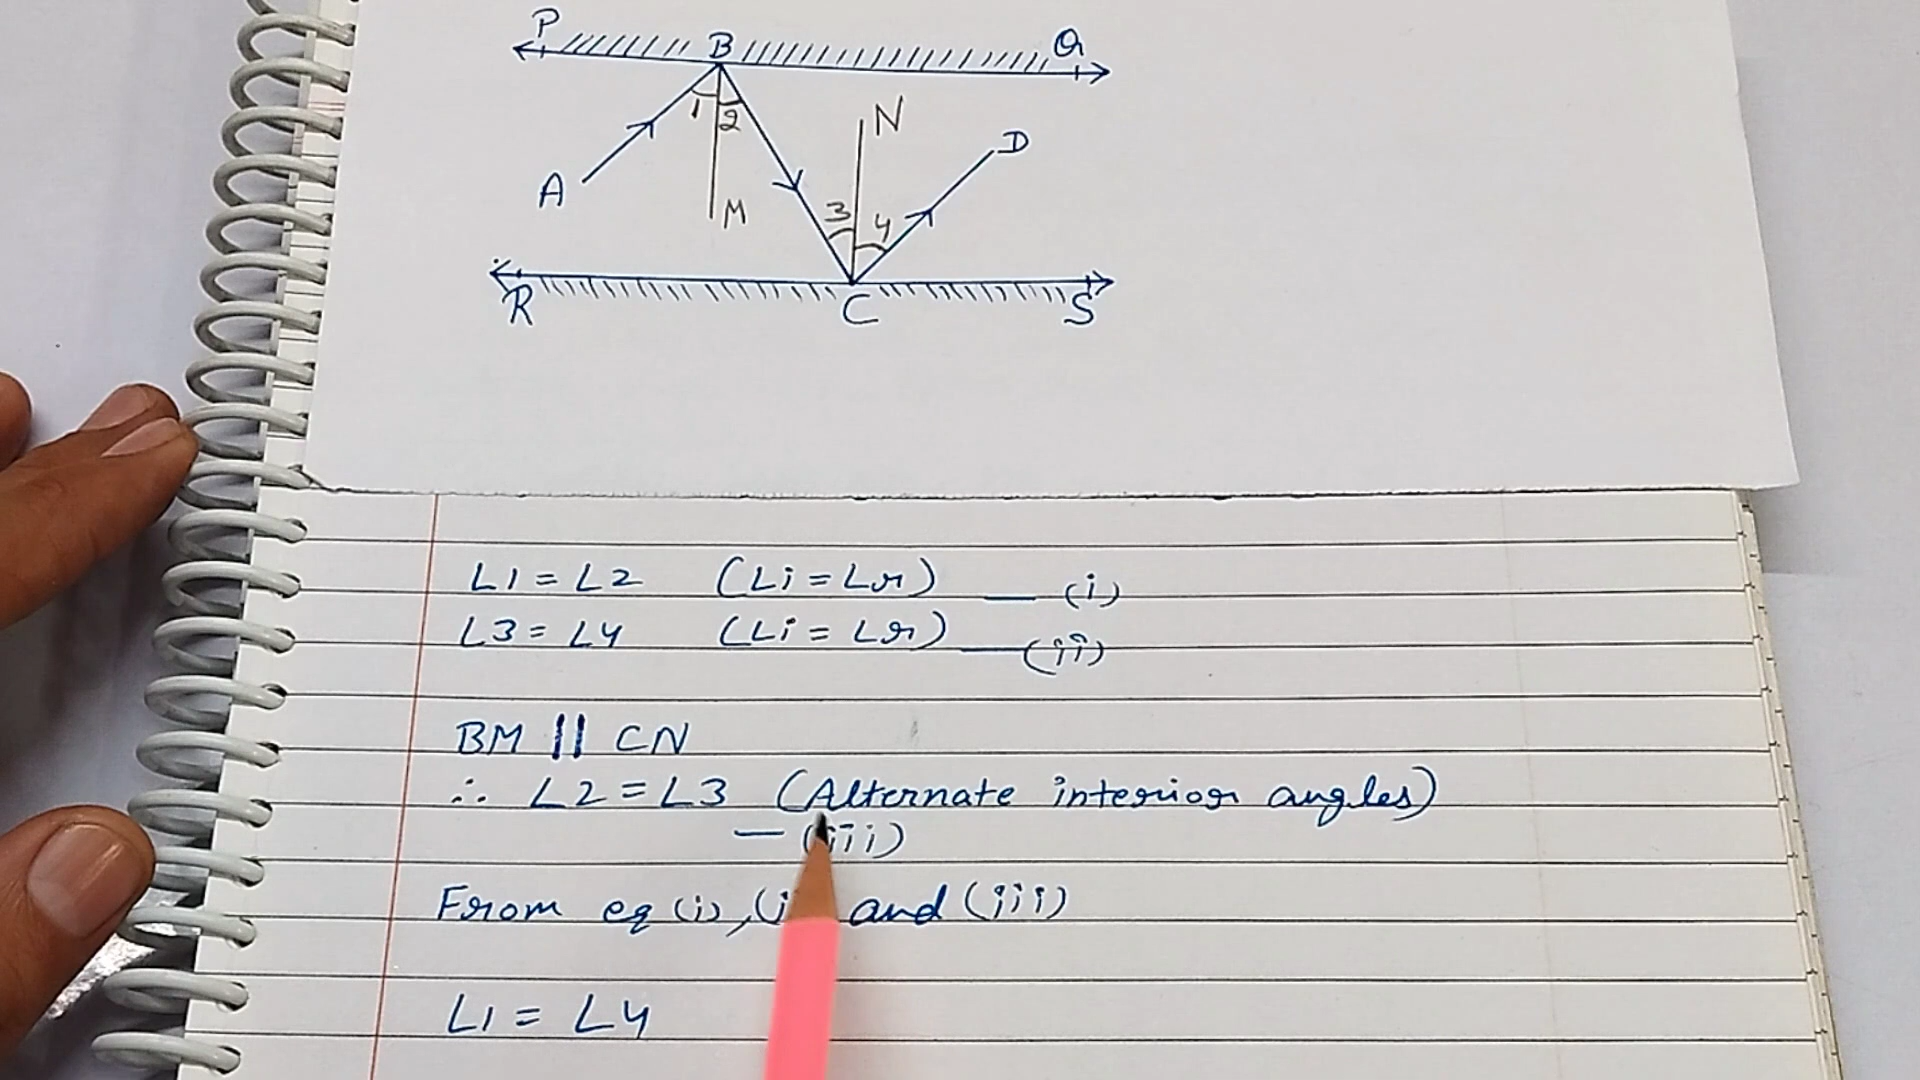 P B Q
N
1 2 D
A
M 3 4
R C S
∠1 = ∠2 (∠i = ∠r) — (i)
∠3 = ∠4 (∠i = ∠r) — (ii)
BM || CN
∴ ∠2 = ∠3 (Alternate interior angles)
— (iii)
From eq (i), (i and (iii)
∠1 = ∠4